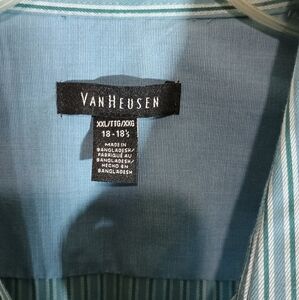 VAN HEUSEN
XXL/TTG/XXG
18 - 18½
MADE IN
BANGLADESH/
FABRIQUÉ AU
BANGLADESH/
HECHO EN
BANGLADESH